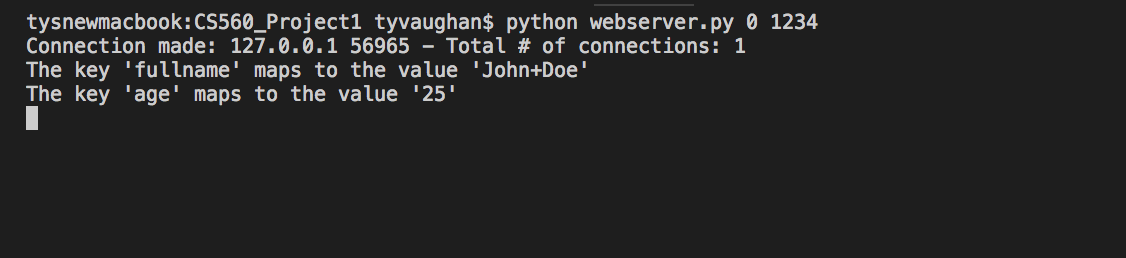 tysnewmacbook:CS560_Project1 tyvaughan$ python webserver.py 0 1234
Connection made: 127.0.0.1 56965 - Total # of connections: 1
The key 'fullname' maps to the value 'John+Doe'
The key 'age' maps to the value '25'